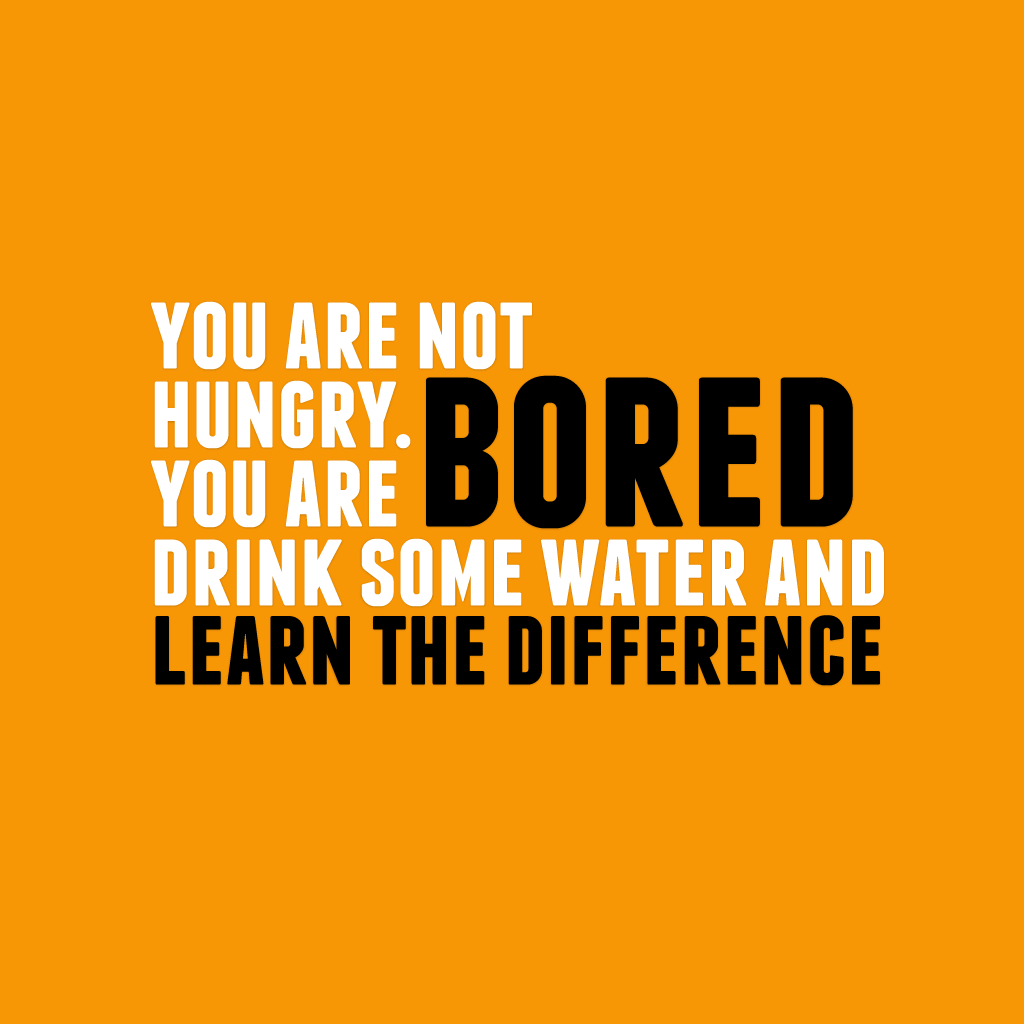 YOU ARE NOT
HUNGRY.
YOU ARE BORED
DRINK SOME WATER AND
LEARN THE DIFFERENCE